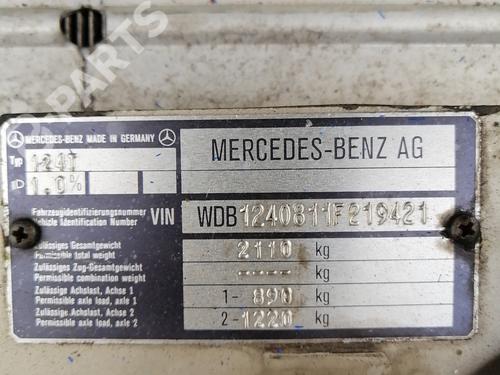 PARTS
MERCEDES-BENZ MADE IN GERMANY
MERCEDES-BENZ AG
Typ 124T
1.0%
Fahrzeugidentifizierungsnummer
Vehicle Identification Number
VIN WDB1240811F219421
Zulässiges Gesamtgewicht
Permissible total weight
2110 kg
Zulässiges Zug-Gesamtgewicht
Permissible combination weight
----- kg
Zulässige Achslast, Achse 1
Permissible axle load, axle 1
1- 890 kg
Zulässige Achslast, Achse 2
Permissible axle load, axle 2
2- 1220 kg